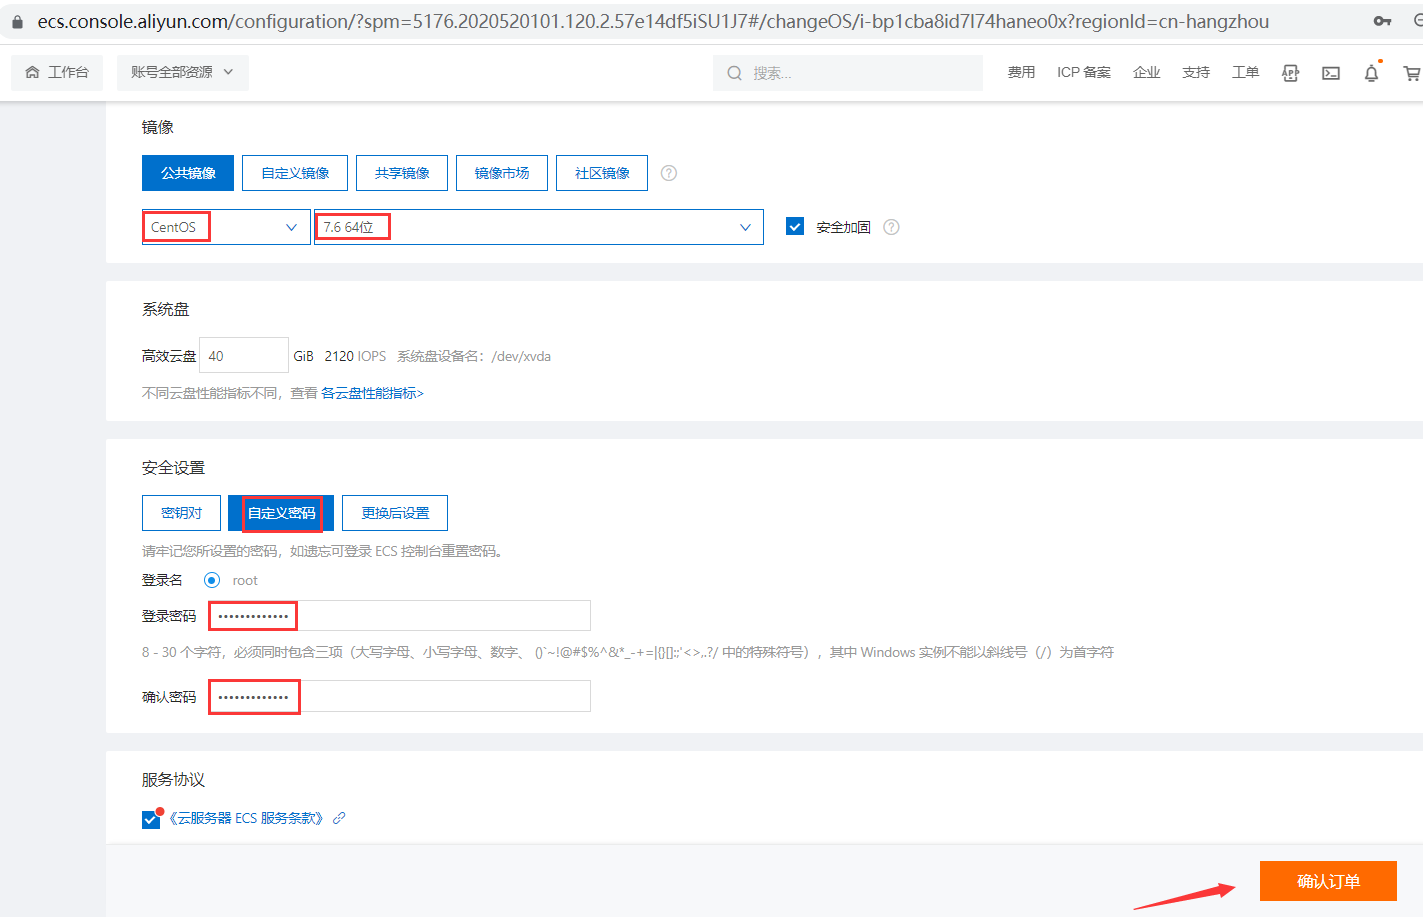 ecs.console.aliyun.com/configuration/?spm=5176.2020520101.120.2.57e14df5iSU1J7#/changeOS/i-bp1cba8id7l74haneo0x?regionId=cn-hangzhou
工作台 账号全部资源 搜索... 费用 ICP 备案 企业 支持 工单 APP
镜像
公共镜像 自定义镜像 共享镜像 镜像市场 社区镜像 ?
CentOS 7.6 64位 安全加固 ?
系统盘
高效云盘 40 GiB 2120 IOPS 系统盘设备名：/dev/xvda
不同云盘性能指标不同，查看 各云盘性能指标>
安全设置
密钥对 自定义密码 更换后设置
请牢记您所设置的密码，如遗忘可登录 ECS 控制台重置密码。
登录名 root
登录密码 •••••••••••••
8 - 30 个字符，必须同时包含三项（大写字母、小写字母、数字、 ()`~!@#$%^&*_-+=|{}[]:;'<>,.?/ 中的特殊符号），其中 Windows 实例不能以斜线号（/）为首字符
确认密码 •••••••••••••
服务协议
《云服务器 ECS 服务条款》
确认订单